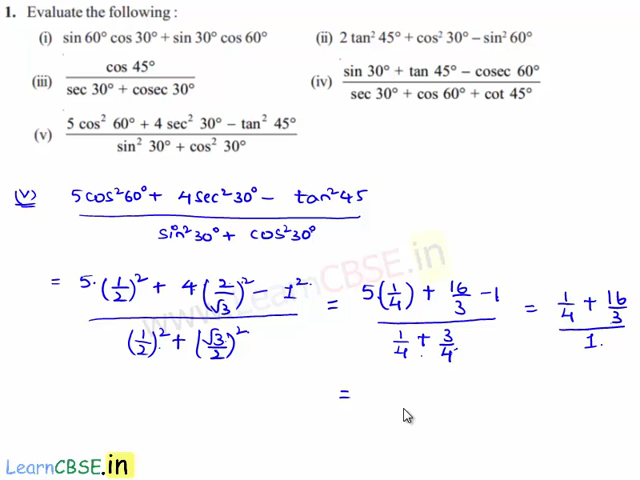 1. Evaluate the following :
(i) sin 60° cos 30° + sin 30° cos 60° (ii) 2 tan² 45° + cos² 30° – sin² 60°
(iii) cos 45° / (sec 30° + cosec 30°) (iv) (sin 30° + tan 45° – cosec 60°) / (sec 30° + cos 60° + cot 45°)
(v) (5 cos² 60° + 4 sec² 30° – tan² 45°) / (sin² 30° + cos² 30°)
(v) (5cos²60° + 4sec²30° – tan²45) / (sin²30° + cos²30°)
= (5.(1/2)² + 4(2/√3)² – 1²) / ((1/2)² + (√3/2)²) = (5.(1/4) + 16/3 – 1) / (1/4 + 3/4) = (1/4 + 16/3) / 1.
=
www.LearnCBSE.in
LearnCBSE.in